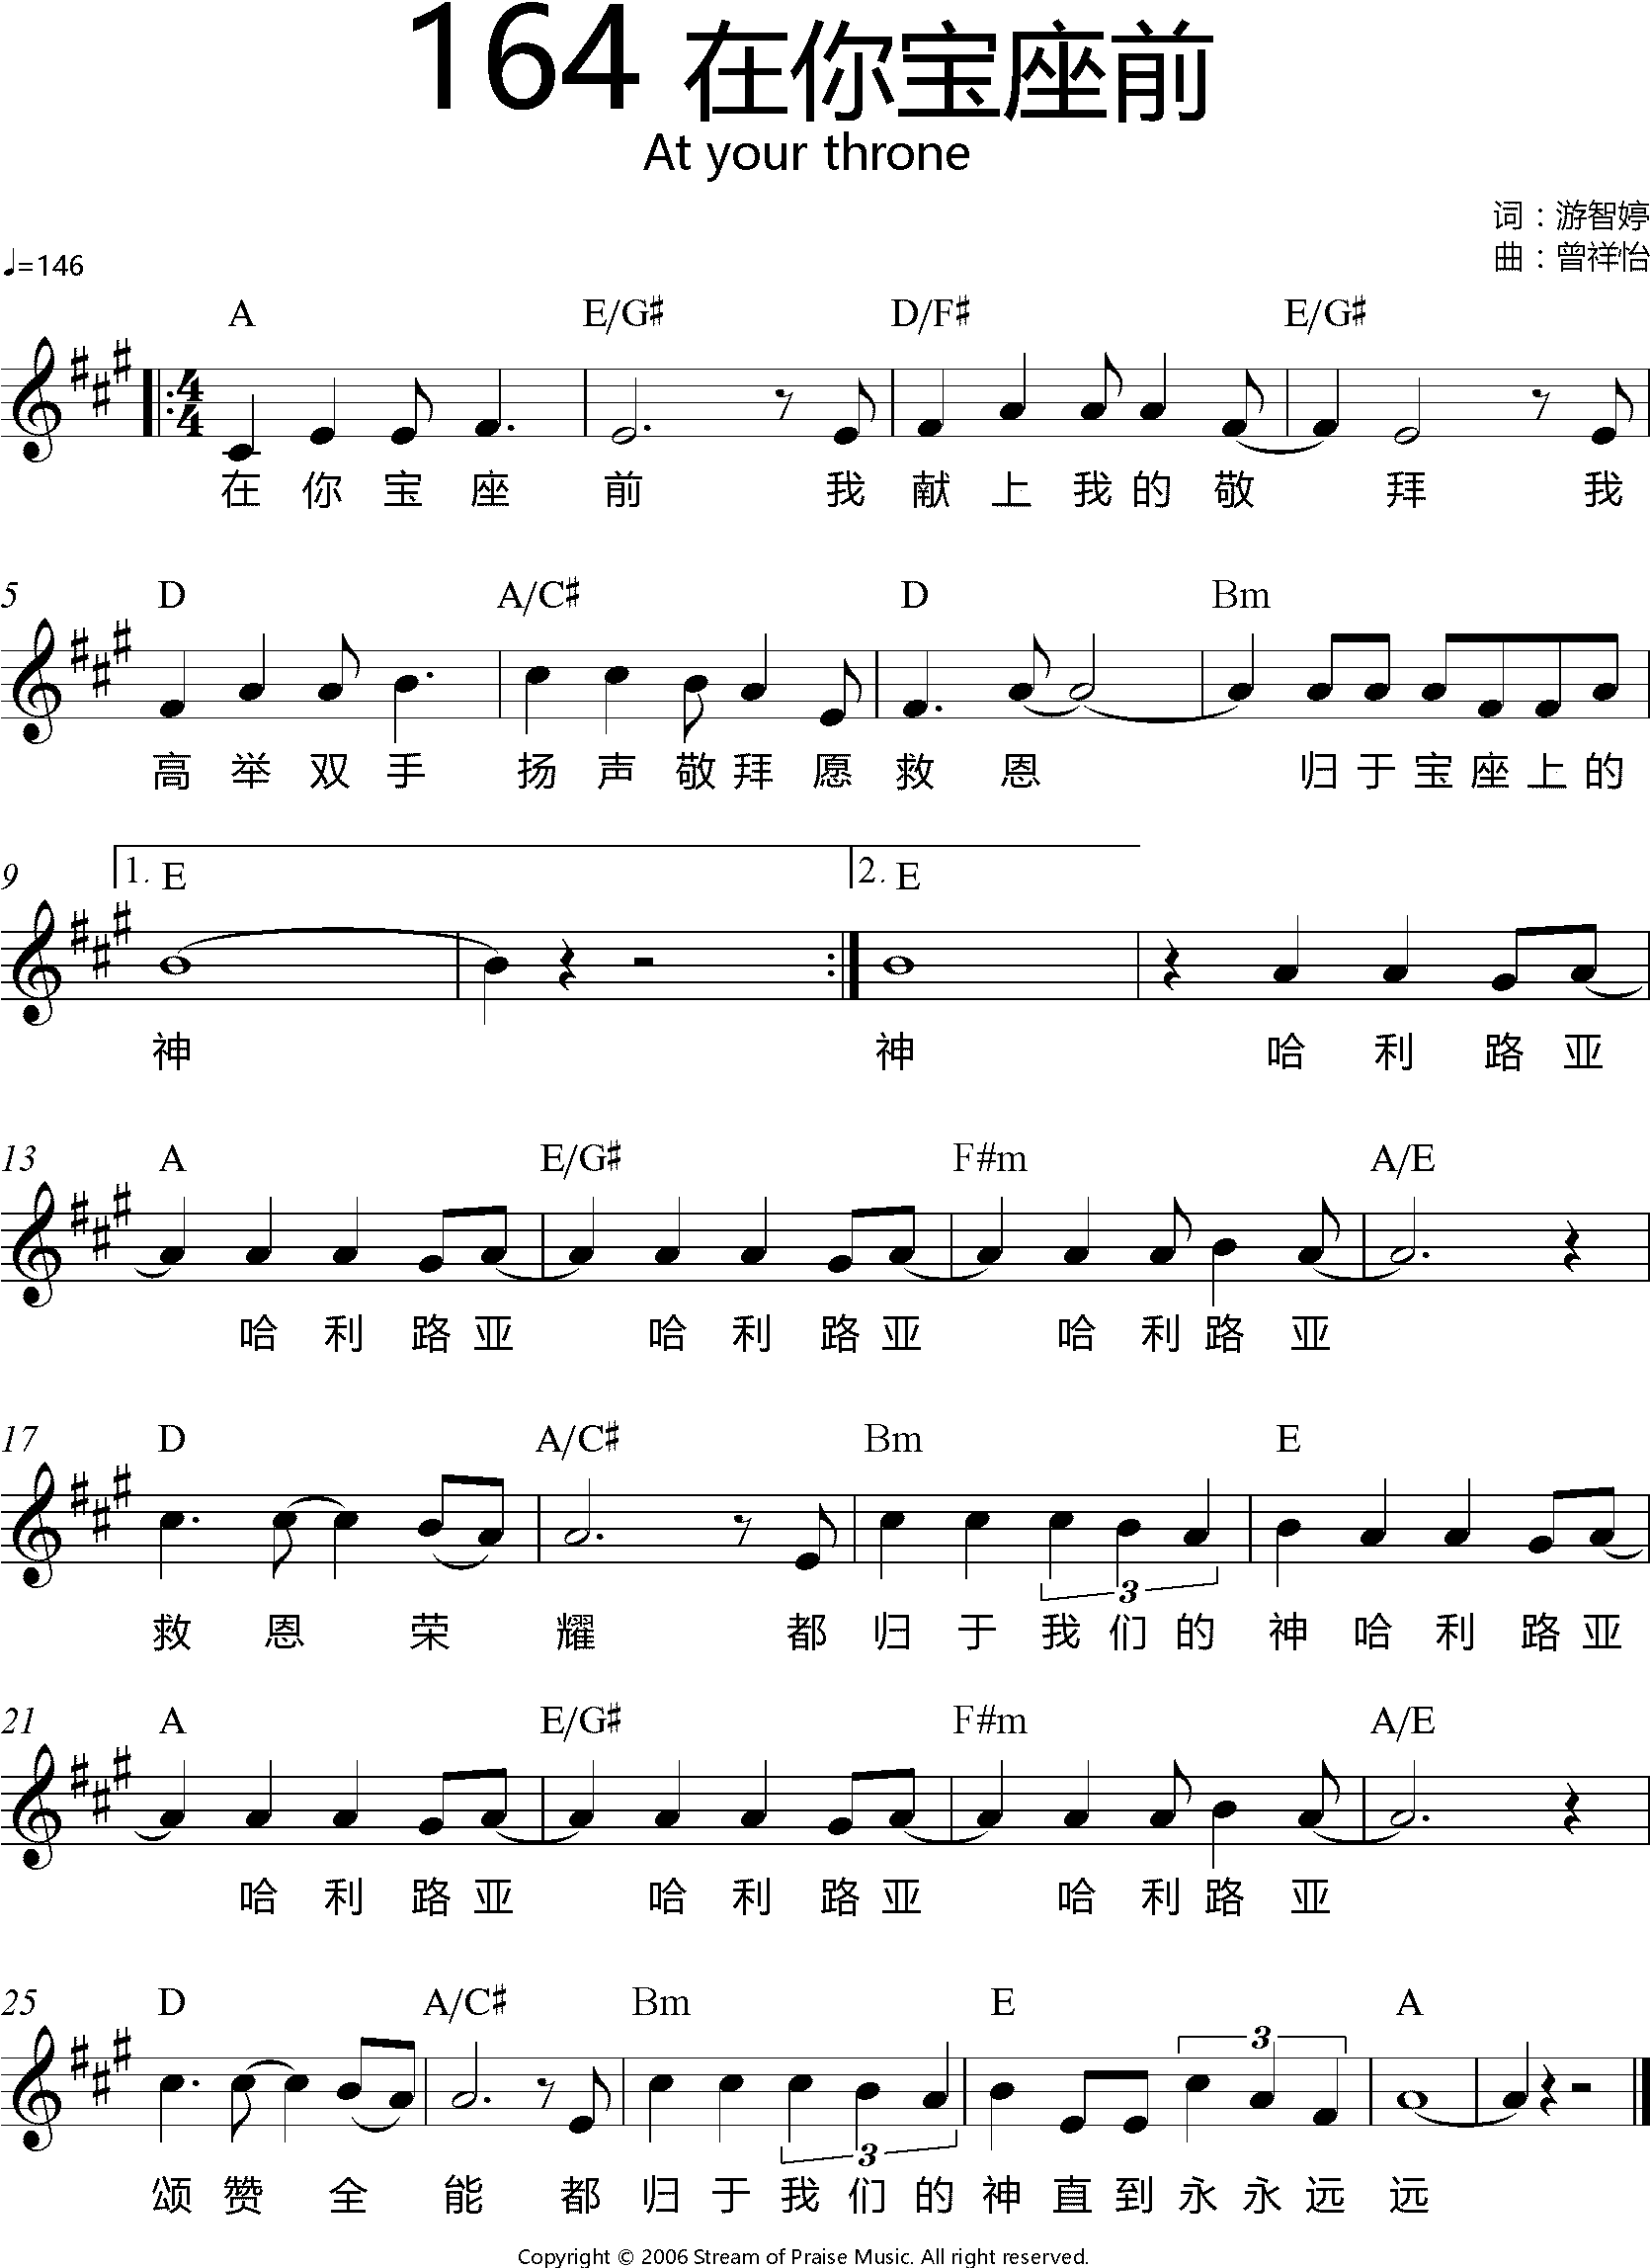 164 在你宝座前
At your throne
词：游智婷
♩=146
曲：曾祥怡
A E/G♯ D/F♯ E/G♯
4
4
在 你 宝 座 前 我 献 上 我 的 敬 拜 我
5 D A/C♯ D Bm
高 举 双 手 扬 声 敬 拜 愿 救 恩 归 于 宝 座 上 的
9 1. E 2. E
神 神 哈 利 路 亚
13 A E/G♯ F#m A/E
哈 利 路 亚 哈 利 路 亚 哈 利 路 亚
17 D A/C♯ Bm E
3
救 恩 荣 耀 都 归 于 我 们 的 神 哈 利 路 亚
21 A E/G♯ F#m A/E
哈 利 路 亚 哈 利 路 亚 哈 利 路 亚
25 D A/C♯ Bm E A
3
3
颂 赞 全 能 都 归 于 我 们 的 神 直 到 永 永 远 远
Copyright © 2006 Stream of Praise Music. All right reserved.